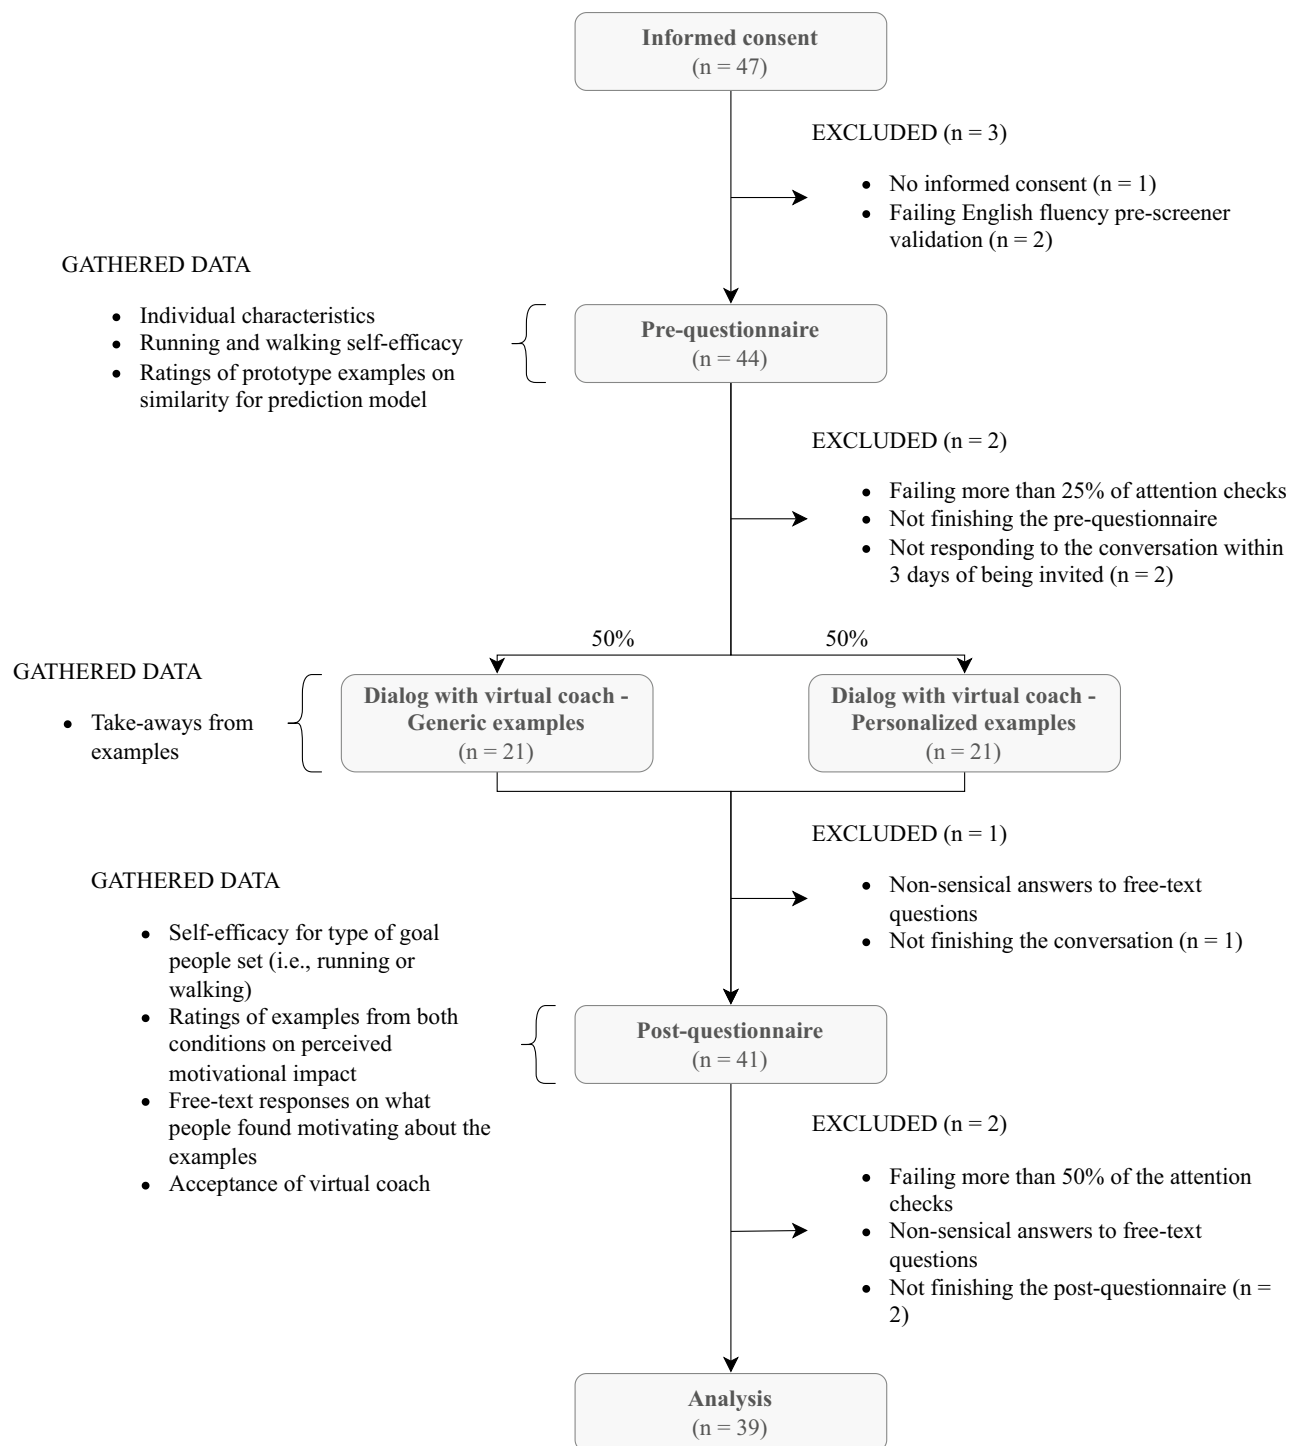 Informed consent
(n = 47)
EXCLUDED (n = 3)
• No informed consent (n = 1)
• Failing English fluency pre-screener
validation (n = 2)
GATHERED DATA
• Individual characteristics
• Running and walking self-efficacy
• Ratings of prototype examples on
similarity for prediction model
Pre-questionnaire
(n = 44)
EXCLUDED (n = 2)
• Failing more than 25% of attention checks
• Not finishing the pre-questionnaire
• Not responding to the conversation within
3 days of being invited (n = 2)
50%
50%
GATHERED DATA
• Take-aways from
examples
Dialog with virtual coach -
Generic examples
(n = 21)
Dialog with virtual coach -
Personalized examples
(n = 21)
EXCLUDED (n = 1)
• Non-sensical answers to free-text
questions
• Not finishing the conversation (n = 1)
GATHERED DATA
• Self-efficacy for type of goal
people set (i.e., running or
walking)
• Ratings of examples from both
conditions on perceived
motivational impact
• Free-text responses on what
people found motivating about the
examples
• Acceptance of virtual coach
Post-questionnaire
(n = 41)
EXCLUDED (n = 2)
• Failing more than 50% of the attention
checks
• Non-sensical answers to free-text
questions
• Not finishing the post-questionnaire (n =
2)
Analysis
(n = 39)